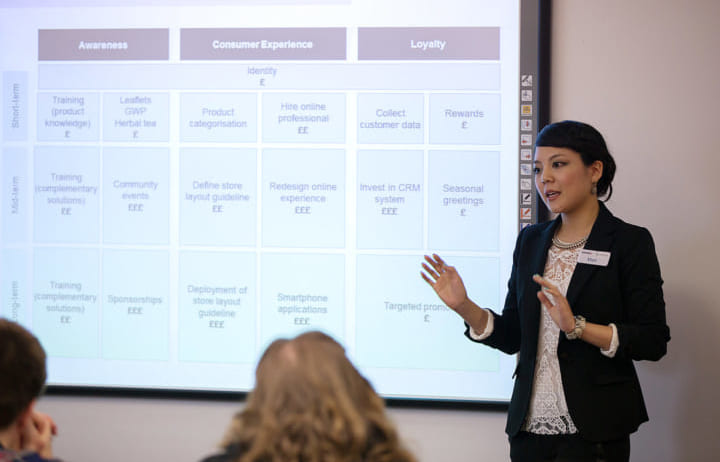 Awareness
Consumer Experience
Loyalty
Identity
£
Short-term
Training
(product
knowledge)
£
Leaflets
GWP
Herbal tea
£
Product
categorisation
Hire online
professional
££
Collect
customer data
Rewards
£
Mid-term
Training
(complementary
solutions)
££
Community
events
£££
Define store
layout guideline
££
Redesign online
experience
£££
Invest in CRM
system
£££
Seasonal
greetings
£
ong-term
Training
(complementary
solutions)
££
Sponsorships
£££
Deployment of
store layout
guideline
£££
Smartphone
applications
£££
Targeted promo
£